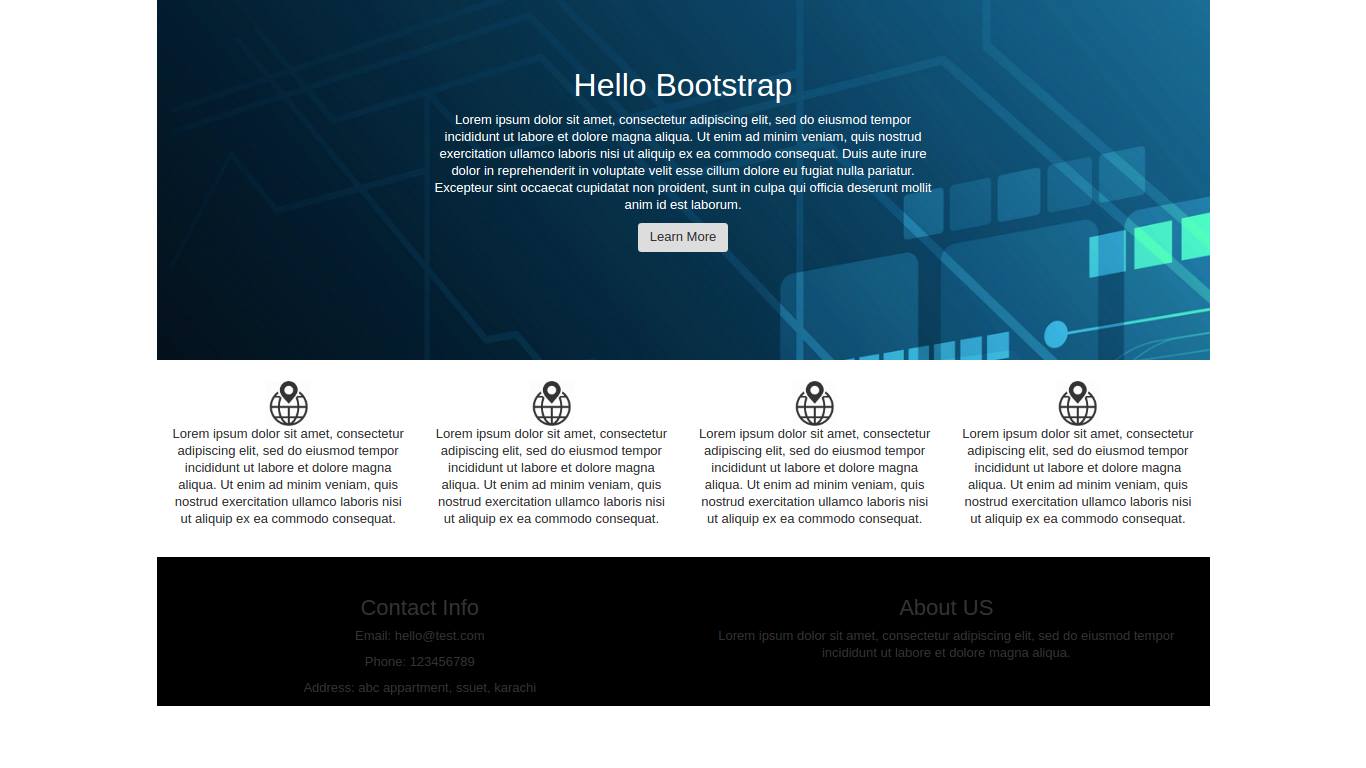 Hello Bootstrap
Lorem ipsum dolor sit amet, consectetur adipiscing elit, sed do eiusmod tempor
incididunt ut labore et dolore magna aliqua. Ut enim ad minim veniam, quis nostrud
exercitation ullamco laboris nisi ut aliquip ex ea commodo consequat. Duis aute irure
dolor in reprehenderit in voluptate velit esse cillum dolore eu fugiat nulla pariatur.
Excepteur sint occaecat cupidatat non proident, sunt in culpa qui officia deserunt mollit
anim id est laborum.
Learn More
Lorem ipsum dolor sit amet, consectetur
adipiscing elit, sed do eiusmod tempor
incididunt ut labore et dolore magna
aliqua. Ut enim ad minim veniam, quis
nostrud exercitation ullamco laboris nisi
ut aliquip ex ea commodo consequat.
Lorem ipsum dolor sit amet, consectetur
adipiscing elit, sed do eiusmod tempor
incididunt ut labore et dolore magna
aliqua. Ut enim ad minim veniam, quis
nostrud exercitation ullamco laboris nisi
ut aliquip ex ea commodo consequat.
Lorem ipsum dolor sit amet, consectetur
adipiscing elit, sed do eiusmod tempor
incididunt ut labore et dolore magna
aliqua. Ut enim ad minim veniam, quis
nostrud exercitation ullamco laboris nisi
ut aliquip ex ea commodo consequat.
Lorem ipsum dolor sit amet, consectetur
adipiscing elit, sed do eiusmod tempor
incididunt ut labore et dolore magna
aliqua. Ut enim ad minim veniam, quis
nostrud exercitation ullamco laboris nisi
ut aliquip ex ea commodo consequat.
Contact Info
Email: hello@test.com
Phone: 123456789
Address: abc appartment, ssuet, karachi
About US
Lorem ipsum dolor sit amet, consectetur adipiscing elit, sed do eiusmod tempor
incididunt ut labore et dolore magna aliqua.